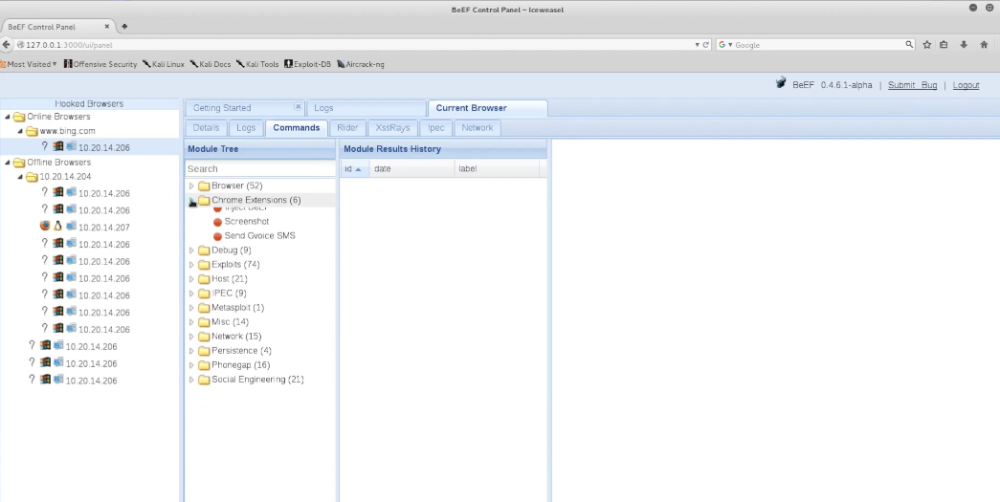 BeEF Control Panel - Iceweasel
BeEF Control Panel
127.0.0.1:3000/ui/panel
Google
Most Visited
Offensive Security
Kali Linux
Kali Docs
Kali Tools
Exploit-DB
Aircrack-ng
BeEF 0.4.6.1-alpha | Submit Bug | Logout
Hooked Browsers
Online Browsers
www.bing.com
? 10.20.14.206
Offline Browsers
10.20.14.204
? 10.20.14.206
? 10.20.14.206
10.20.14.207
? 10.20.14.206
? 10.20.14.206
? 10.20.14.206
? 10.20.14.206
? 10.20.14.206
? 10.20.14.206
? 10.20.14.206
? 10.20.14.206
? 10.20.14.206
Getting Started
Logs
Current Browser
Details
Logs
Commands
Rider
XssRays
Ipec
Network
Module Tree
Search
Browser (52)
Chrome Extensions (6)
Inject BeEF
Screenshot
Send Gvoice SMS
Debug (9)
Exploits (74)
Host (21)
IPEC (9)
Metasploit (1)
Misc (14)
Network (15)
Persistence (4)
Phonegap (16)
Social Engineering (21)
Module Results History
id
date
label